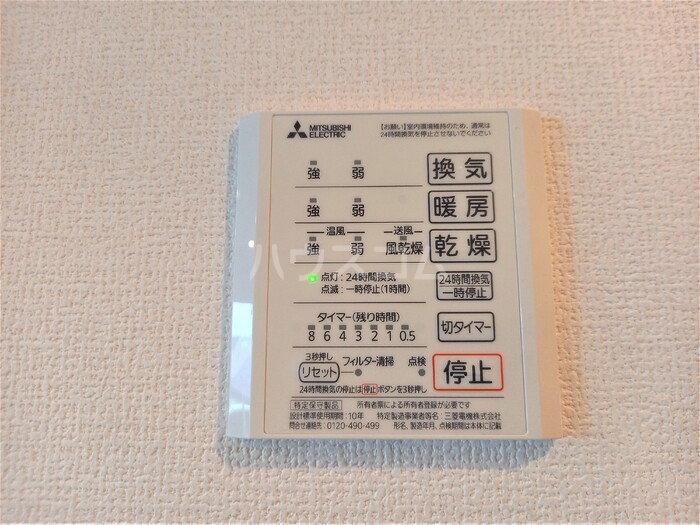 MITSUBISHI ELECTRIC
【お願い】室内環境維持のため、通常は
24時間換気を停止させないでください
強 弱 換気
強 弱 暖房
温風 送風
強 弱 風乾燥 乾燥
ハウスコム
点灯:24時間換気
点滅:一時停止(1時間)
24時間換気
一時停止
タイマー(残り時間)
8 6 4 3 2 1 0.5
切タイマー
3秒押し
リセット フィルター清掃 点検
停止
24時間換気の停止は停止ボタンを3秒押し
特定保守製品 所有者票による所有者登録が必要です
設計標準使用期間:10年 特定製造事業者等名:三菱電機株式会社
問合せ連絡先:0120-490-499 形名、製造年月、点検期間は本体に記載